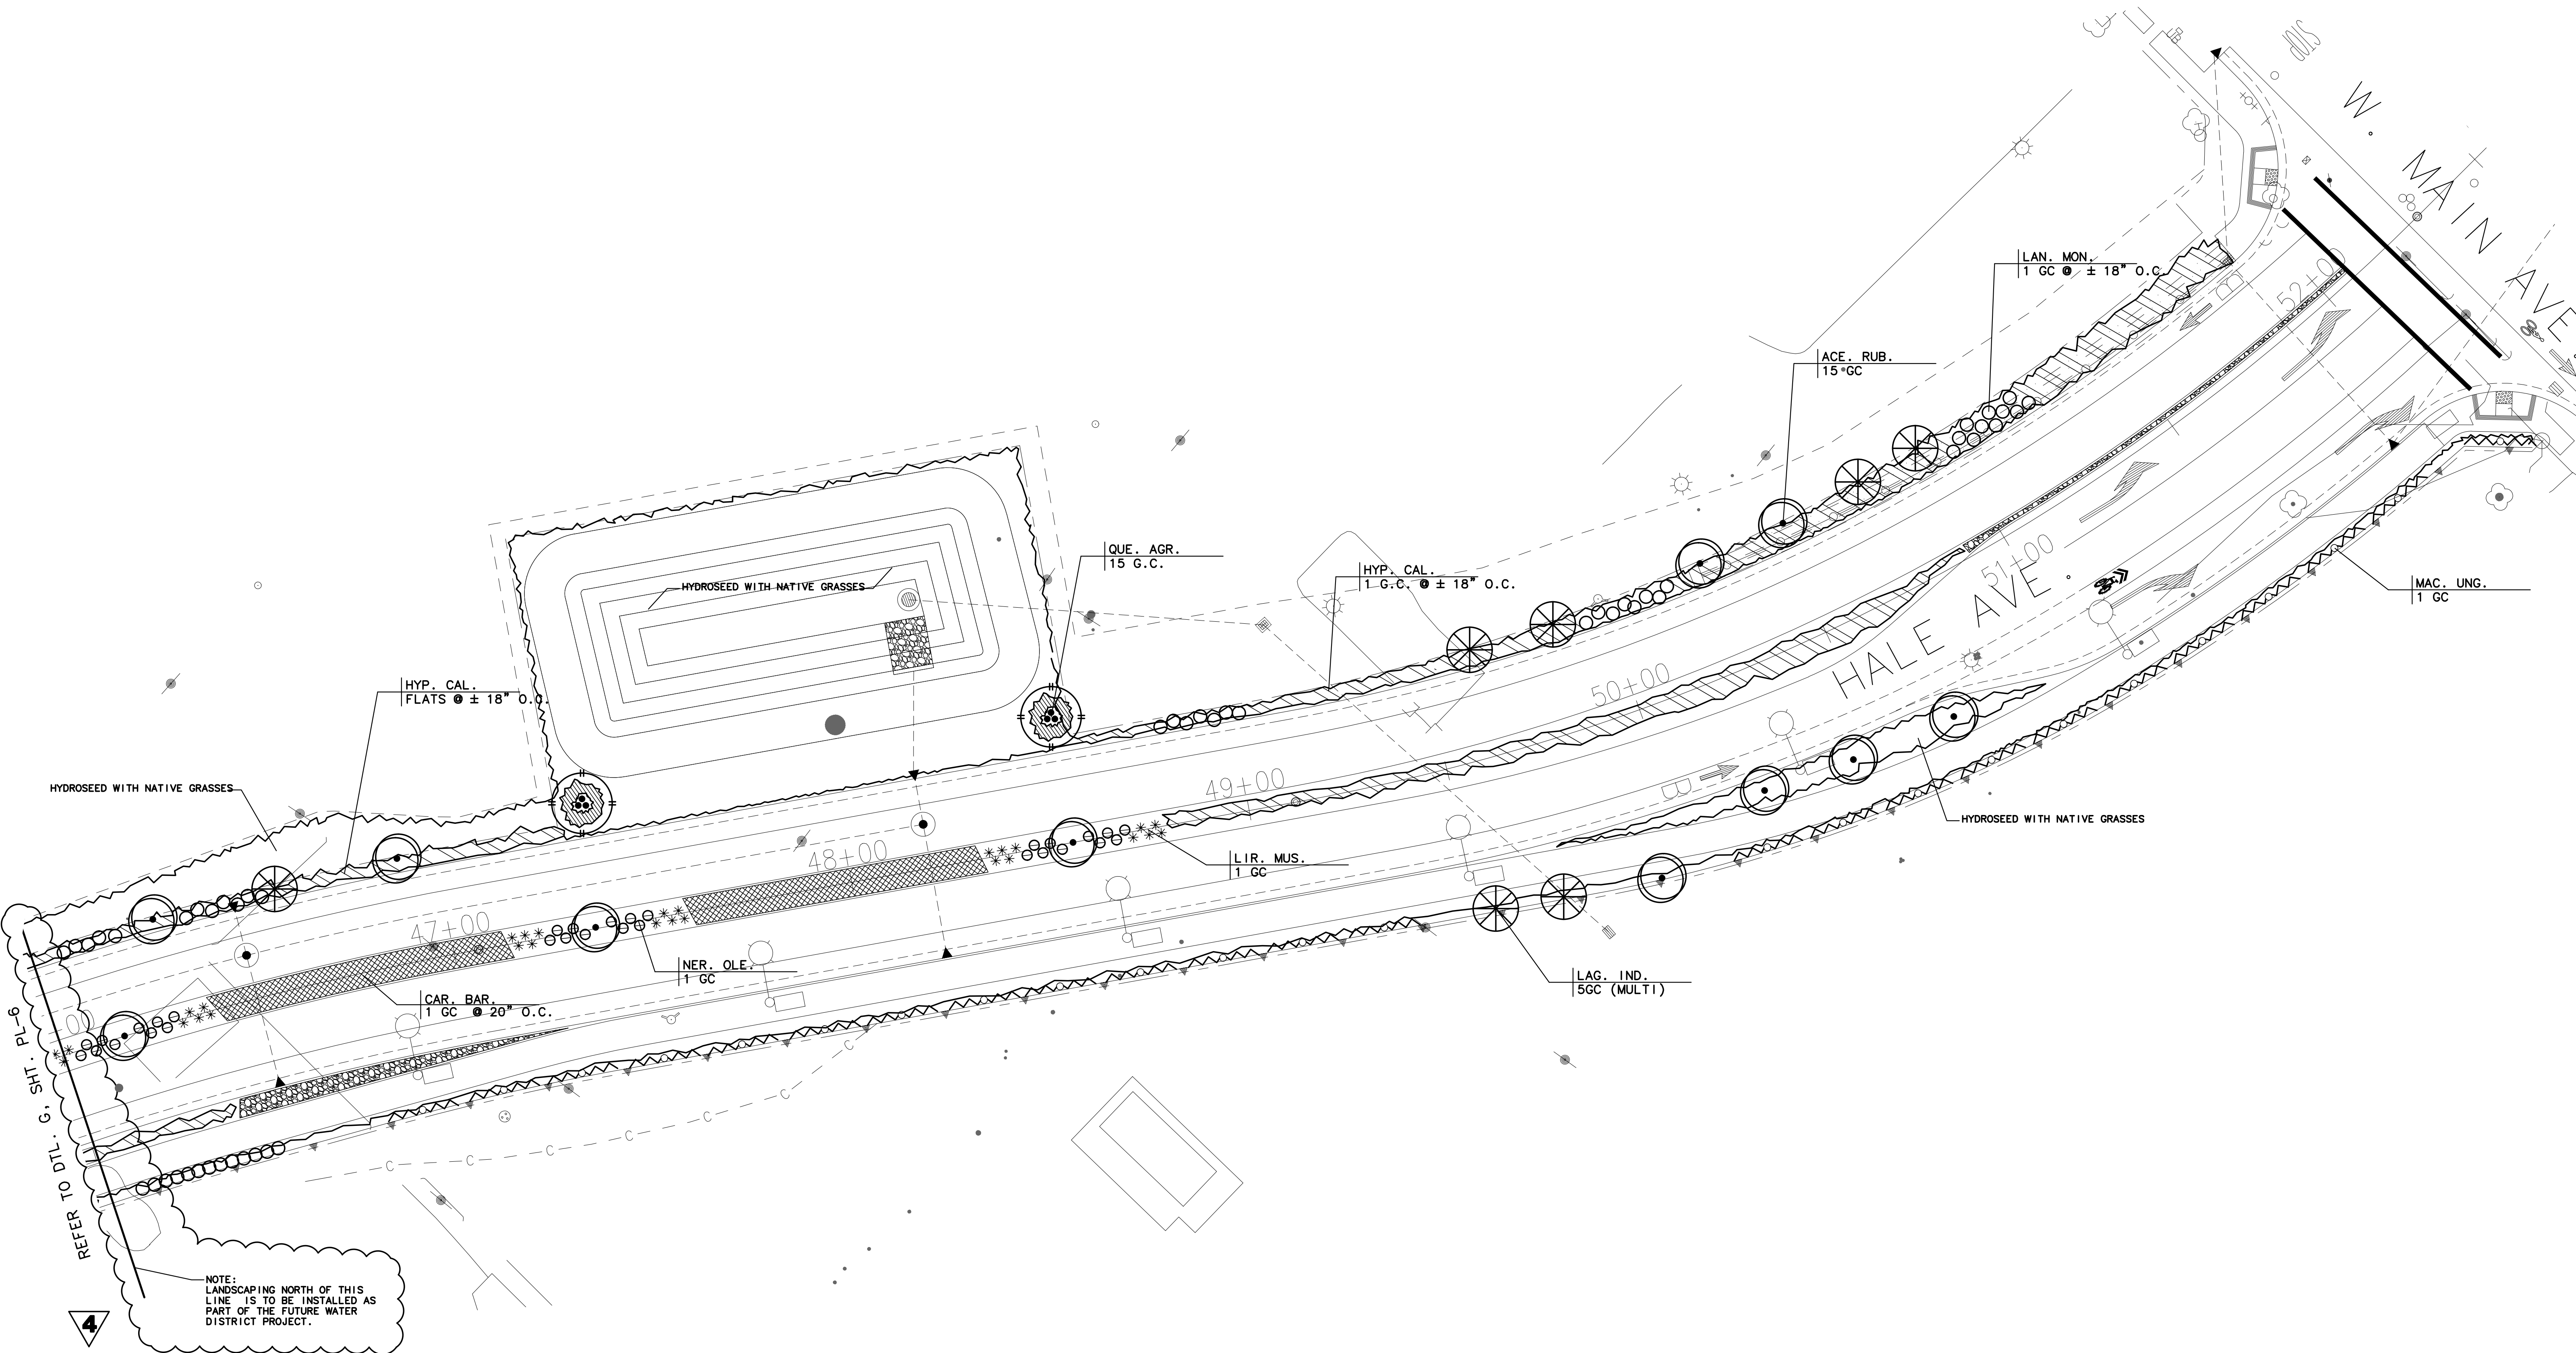 STOP
W. MAIN AVE.
LAN. MON.
1 GC @ ± 18" O.C.
B
52+00
ACE. RUB.
15 GC
QUE. AGR.
15 G.C.
HYP. CAL.
1 G.C. @ ± 18" O.C.
51+00
HALE AVE.
MAC. UNG.
1 GC
HYDROSEED WITH NATIVE GRASSES
HYP. CAL.
FLATS @ ± 18" O.C.
50+00
49+00
B
HYDROSEED WITH NATIVE GRASSES
HYDROSEED WITH NATIVE GRASSES
48+00
LIR. MUS.
1 GC
47+00
NER. OLE.
1 GC
LAG. IND.
5GC (MULTI)
CAR. BAR.
1 GC @ 20" O.C.
00
C C C C C C C
REFER TO DTL. G, SHT. PL-6
NOTE:
LANDSCAPING NORTH OF THIS
LINE IS TO BE INSTALLED AS
PART OF THE FUTURE WATER
DISTRICT PROJECT.
4